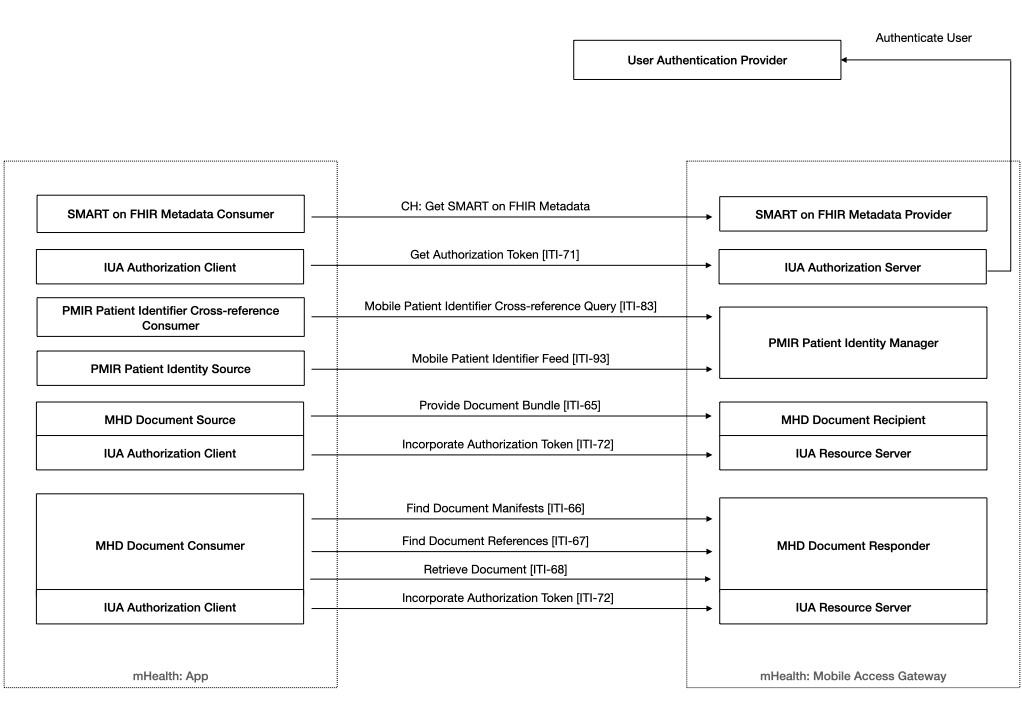 Authenticate User
User Authentication Provider
SMART on FHIR Metadata Consumer
CH: Get SMART on FHIR Metadata
SMART on FHIR Metadata Provider
IUA Authorization Client
Get Authorization Token [ITI-71]
IUA Authorization Server
PMIR Patient Identifier Cross-reference
Consumer
Mobile Patient Identifier Cross-reference Query [ITI-83]
PMIR Patient Identity Manager
PMIR Patient Identity Source
Mobile Patient Identifier Feed [ITI-93]
MHD Document Source
Provide Document Bundle [ITI-65]
MHD Document Recipient
IUA Authorization Client
Incorporate Authorization Token [ITI-72]
IUA Resource Server
Find Document Manifests [ITI-66]
MHD Document Consumer
Find Document References [ITI-67]
MHD Document Responder
Retrieve Document [ITI-68]
IUA Authorization Client
Incorporate Authorization Token [ITI-72]
IUA Resource Server
mHealth: App
mHealth: Mobile Access Gateway